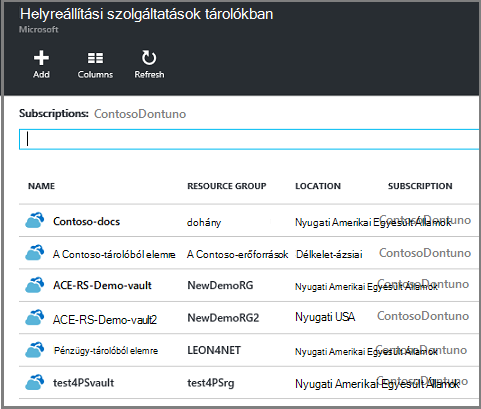 Helyreállítási szolgáltatások tárolókban
Microsoft
Add Columns Refresh
Subscriptions: ContosoDontuno
NAME RESOURCE GROUP LOCATION SUBSCRIPTION
Contoso-docs dohány Nyugati Amerikai Egyesült Államok ContosoDontuno
A Contoso-tárolóból elemre A Contoso-erőforrások Délkelet-ázsiai ContosoDontuno
ACE-RS-Demo-vault NewDemoRG Nyugati Amerikai Egyesült Államok ContosoDontuno
ACE-RS-Demo-vault2 NewDemoRG2 Nyugati USA ContosoDontuno
Pénzügy-tárolóból elemre LEON4NET Nyugati Amerikai Egyesült Államok ContosoDontuno
test4PSvault test4PSrg Nyugati Amerikai Egyesült Államok ContosoDontuno